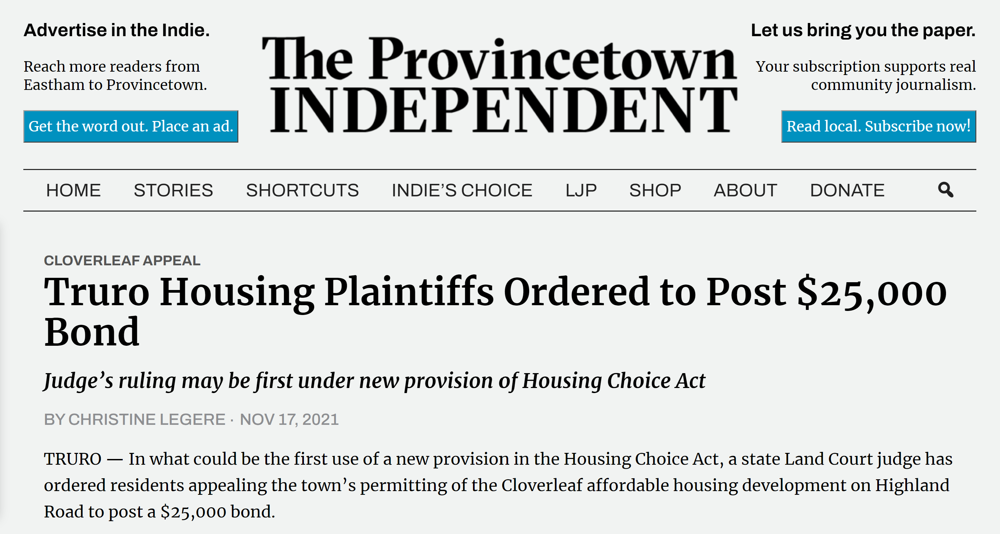 Advertise in the Indie.
Reach more readers from
Eastham to Provincetown.
Get the word out. Place an ad.
The Provincetown
INDEPENDENT
Let us bring you the paper.
Your subscription supports real
community journalism.
Read local. Subscribe now!
HOME STORIES SHORTCUTS INDIE’S CHOICE LJP SHOP ABOUT DONATE
CLOVERLEAF APPEAL
Truro Housing Plaintiffs Ordered to Post $25,000
Bond
Judge’s ruling may be first under new provision of Housing Choice Act
BY CHRISTINE LEGERE · NOV 17, 2021
TRURO — In what could be the first use of a new provision in the Housing Choice Act, a state Land Court judge has
ordered residents appealing the town’s permitting of the Cloverleaf affordable housing development on Highland
Road to post a $25,000 bond.